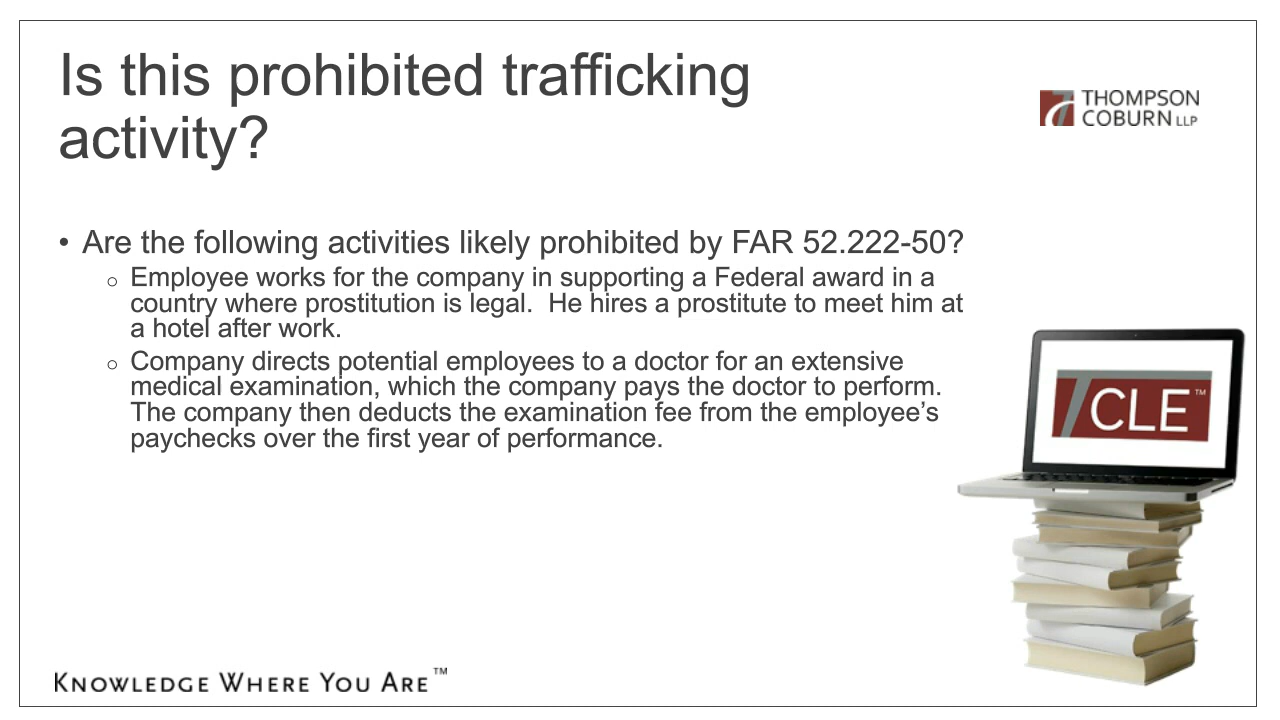 Is this prohibited trafficking
activity?
THOMPSON
COBURN LLP
• Are the following activities likely prohibited by FAR 52.222-50?
o Employee works for the company in supporting a Federal award in a
country where prostitution is legal.  He hires a prostitute to meet him at
a hotel after work.
o Company directs potential employees to a doctor for an extensive
medical examination, which the company pays the doctor to perform.
The company then deducts the examination fee from the employee’s
paychecks over the first year of performance.
CLE™
KNOWLEDGE WHERE YOU ARE™